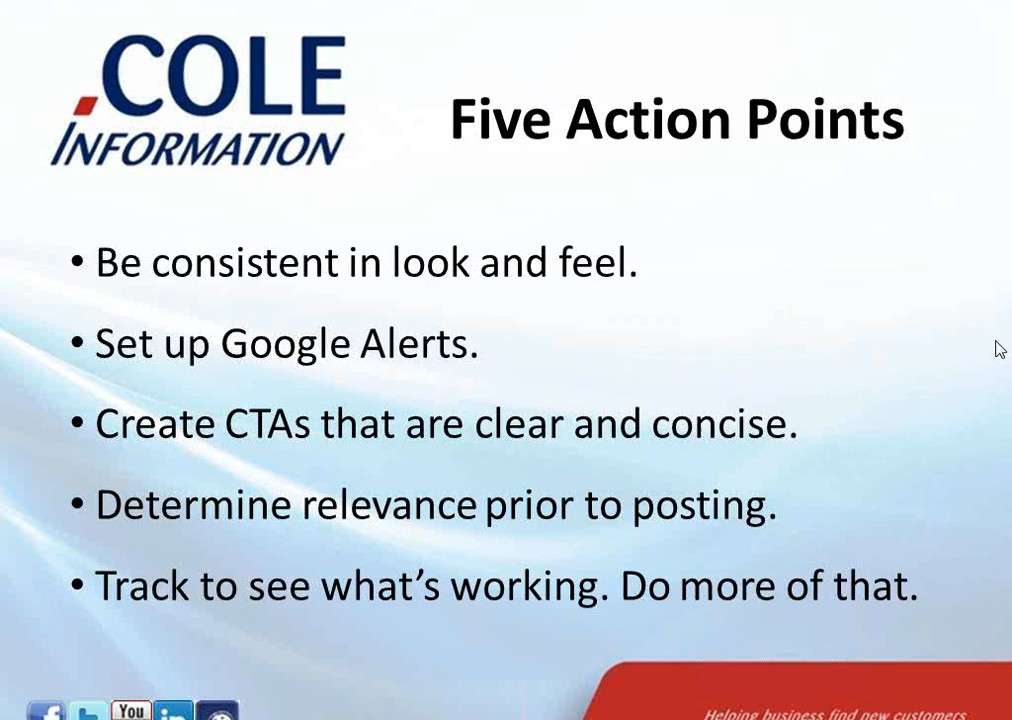 .COLE
INFORMATION
Five Action Points
• Be consistent in look and feel.
• Set up Google Alerts.
• Create CTAs that are clear and concise.
• Determine relevance prior to posting.
• Track to see what’s working. Do more of that.
You
Helping business find new customers